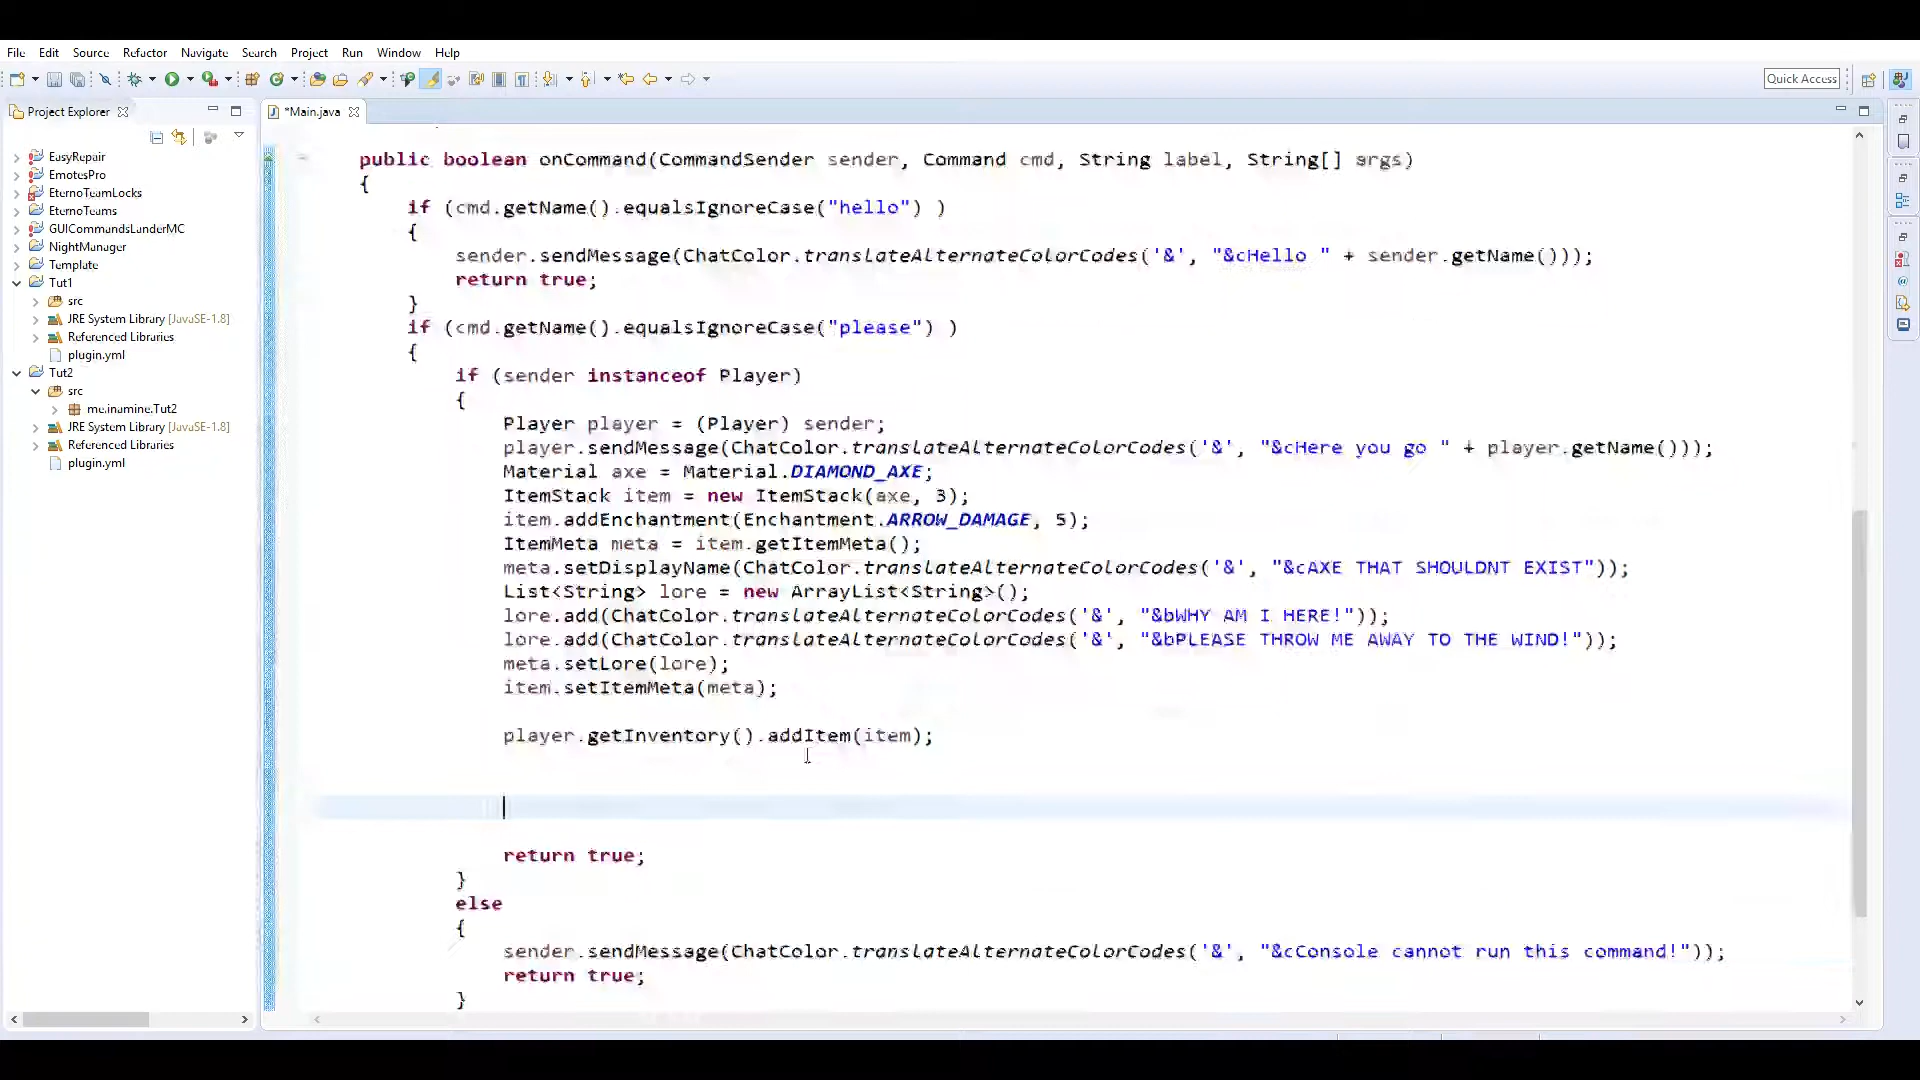 File Edit Source Refactor Navigate Search Project Run Window Help
Quick Access
Project Explorer
*Main.java
EasyRepair
EmotesPro
EternoTeamLocks
EternoTeams
GUICommandsLanderMC
NightManager
Template
Tut1
src
JRE System Library [JavaSE-1.8]
Referenced Libraries
plugin.yml
Tut2
src
me.inamine.Tut2
JRE System Library [JavaSE-1.8]
Referenced Libraries
plugin.yml
public boolean onCommand(CommandSender sender, Command cmd, String label, String[] args)
{
if (cmd.getName().equalsIgnoreCase("hello") )
{
sender.sendMessage(ChatColor.translateAlternateColorCodes('&', "&cHello " + sender.getName()));
return true;
}
if (cmd.getName().equalsIgnoreCase("please") )
{
if (sender instanceof Player)
{
Player player = (Player) sender;
player.sendMessage(ChatColor.translateAlternateColorCodes('&', "&cHere you go " + player.getName()));
Material axe = Material.DIAMOND_AXE;
ItemStack item = new ItemStack(axe, 3);
item.addEnchantment(Enchantment.ARROW_DAMAGE, 5);
ItemMeta meta = item.getItemMeta();
meta.setDisplayName(ChatColor.translateAlternateColorCodes('&', "&cAXE THAT SHOULDNT EXIST"));
List<String> lore = new ArrayList<String>();
lore.add(ChatColor.translateAlternateColorCodes('&', "&bWHY AM I HERE!"));
lore.add(ChatColor.translateAlternateColorCodes('&', "&bPLEASE THROW ME AWAY TO THE WIND!"));
meta.setLore(lore);
item.setItemMeta(meta);
player.getInventory().addItem(item);
return true;
}
else
{
sender.sendMessage(ChatColor.translateAlternateColorCodes('&', "&cConsole cannot run this command!"));
return true;
}